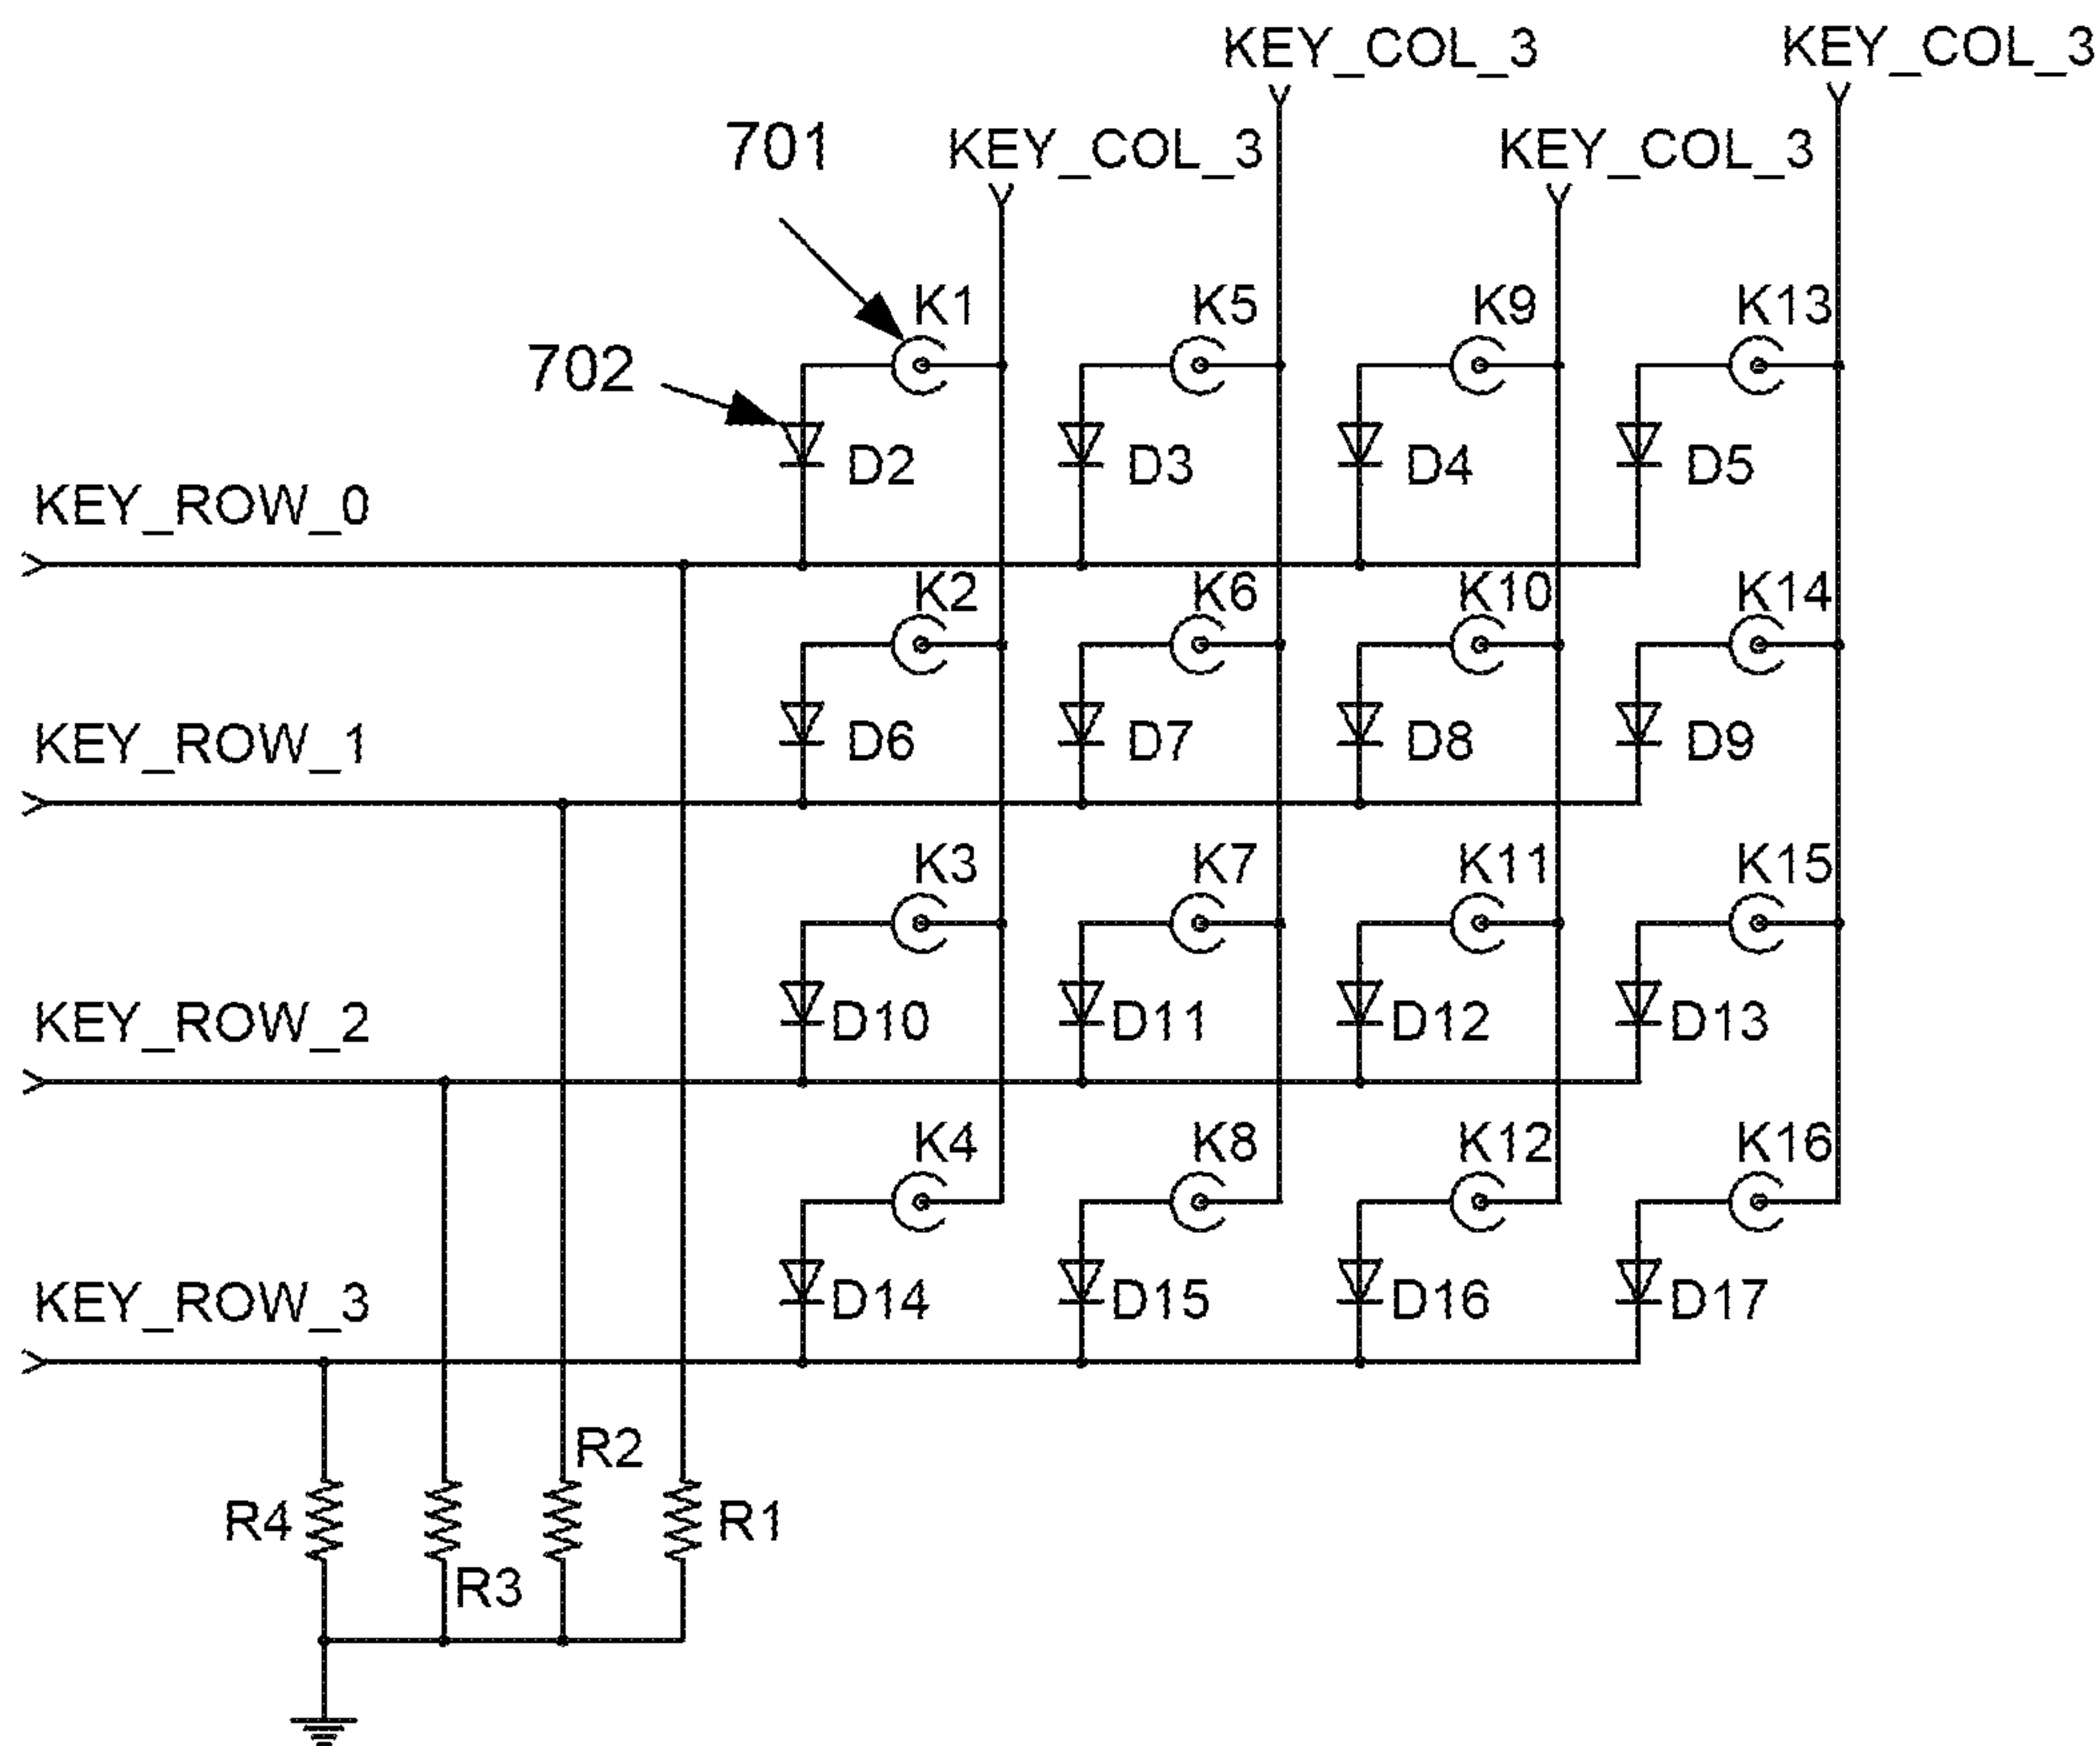 KEY_COL_3 KEY_COL_3
701 KEY_COL_3 KEY_COL_3
K1 K5 K9 K13
702
D2 D3 D4 D5
KEY_ROW_0
K2 K6 K10 K14
KEY_ROW_1 D6 D7 D8 D9
K3 K7 K11 K15
KEY_ROW_2 D10 D11 D12 D13
K4 K8 K12 K16
KEY_ROW_3 D14 D15 D16 D17
R2
R4 R1
R3